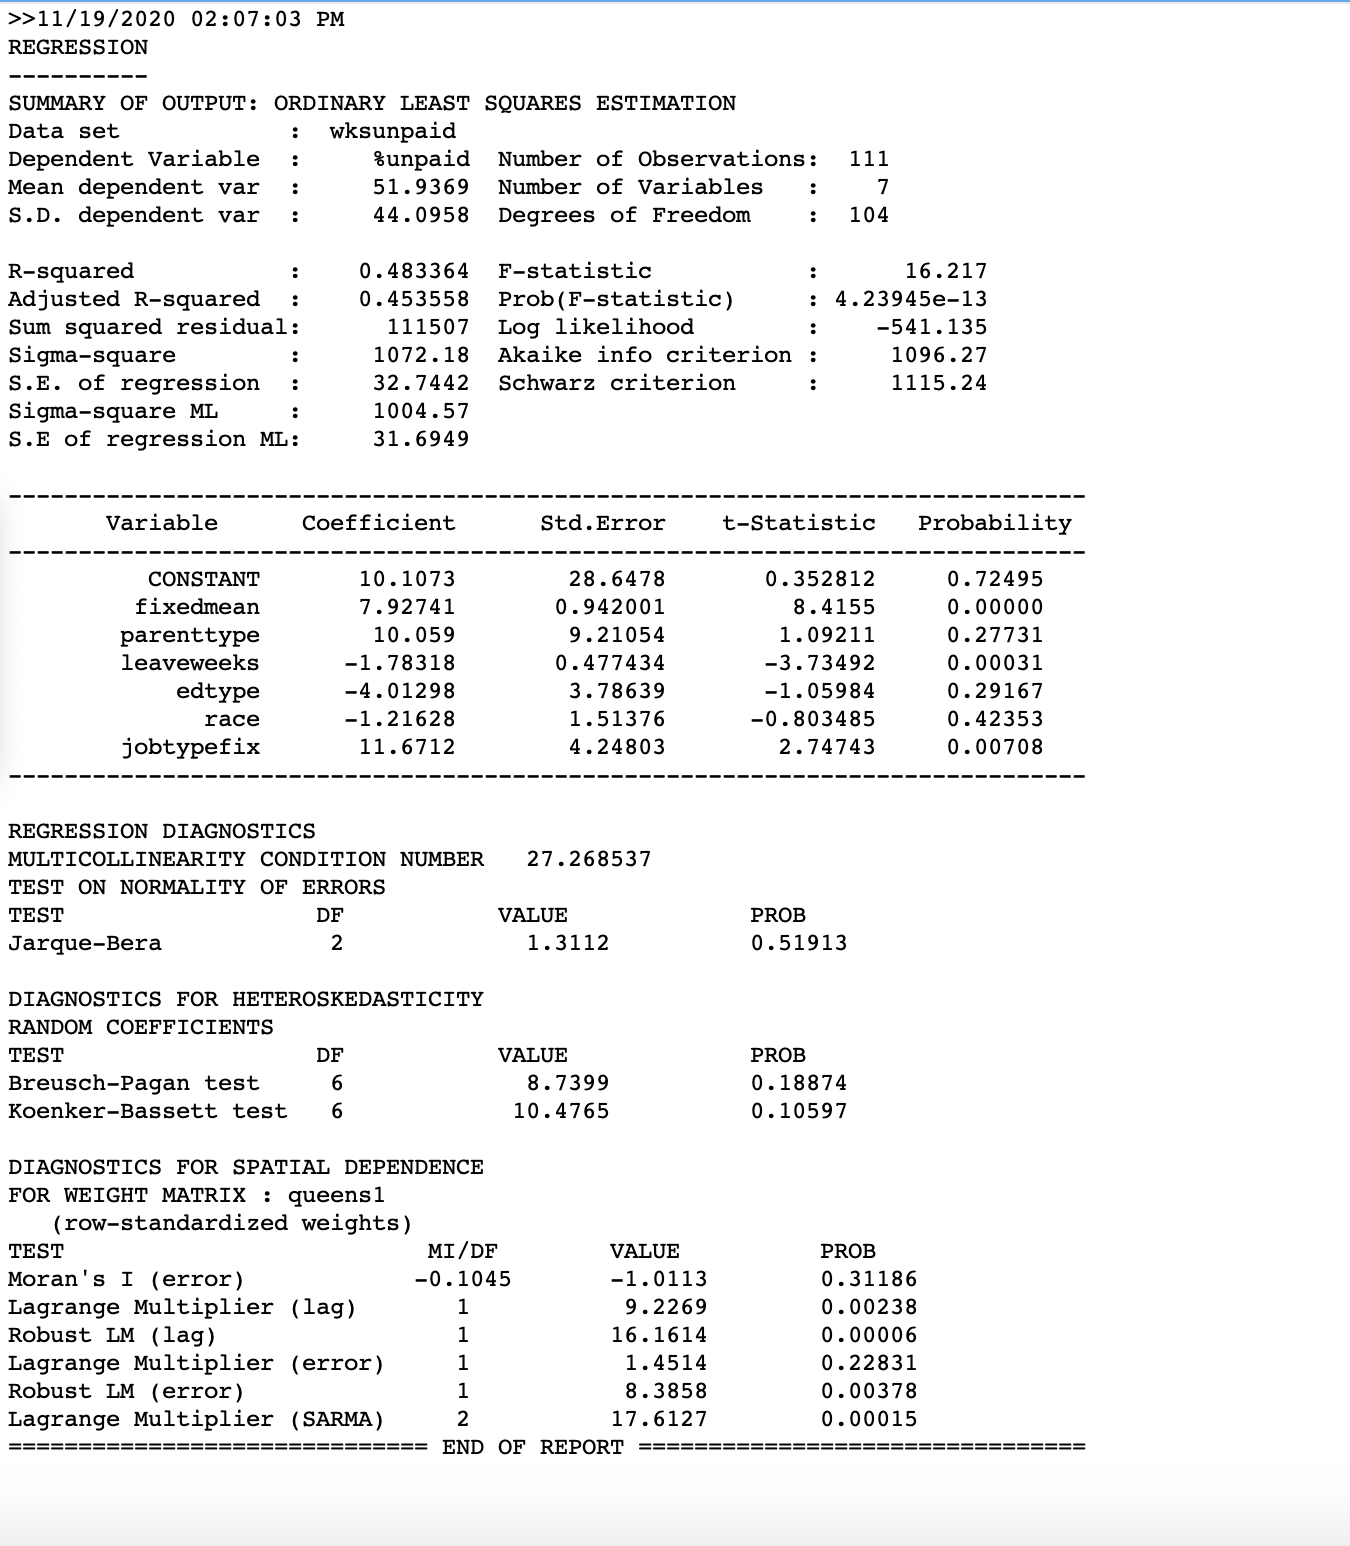 >>11/19/2020 02:07:03 PM
REGRESSION
----------
SUMMARY OF OUTPUT: ORDINARY LEAST SQUARES ESTIMATION
Data set            :  wksunpaid
Dependent Variable  :     %unpaid  Number of Observations:  111
Mean dependent var  :     51.9369  Number of Variables   :    7
S.D. dependent var  :     44.0958  Degrees of Freedom    :  104

R-squared           :    0.483364  F-statistic           :      16.217
Adjusted R-squared  :    0.453558  Prob(F-statistic)     : 4.23945e-13
Sum squared residual:      111507  Log likelihood        :    -541.135
Sigma-square        :     1072.18  Akaike info criterion :     1096.27
S.E. of regression  :     32.7442  Schwarz criterion     :     1115.24
Sigma-square ML     :     1004.57
S.E of regression ML:     31.6949

-----------------------------------------------------------------------------
       Variable      Coefficient      Std.Error    t-Statistic   Probability
-----------------------------------------------------------------------------
          CONSTANT       10.1073        28.6478       0.352812     0.72495
         fixedmean       7.92741       0.942001         8.4155     0.00000
        parenttype        10.059        9.21054        1.09211     0.27731
        leaveweeks      -1.78318       0.477434       -3.73492     0.00031
            edtype      -4.01298        3.78639       -1.05984     0.29167
              race      -1.21628        1.51376      -0.803485     0.42353
        jobtypefix       11.6712        4.24803        2.74743     0.00708
-----------------------------------------------------------------------------

REGRESSION DIAGNOSTICS
MULTICOLLINEARITY CONDITION NUMBER   27.268537
TEST ON NORMALITY OF ERRORS
TEST                  DF           VALUE             PROB
Jarque-Bera            2             1.3112          0.51913

DIAGNOSTICS FOR HETEROSKEDASTICITY
RANDOM COEFFICIENTS
TEST                  DF           VALUE             PROB
Breusch-Pagan test     6             8.7399          0.18874
Koenker-Bassett test   6            10.4765          0.10597

DIAGNOSTICS FOR SPATIAL DEPENDENCE
FOR WEIGHT MATRIX : queens1
   (row-standardized weights)
TEST                          MI/DF        VALUE          PROB
Moran's I (error)            -0.1045       -1.0113        0.31186
Lagrange Multiplier (lag)       1           9.2269        0.00238
Robust LM (lag)                 1          16.1614        0.00006
Lagrange Multiplier (error)     1           1.4514        0.22831
Robust LM (error)               1           8.3858        0.00378
Lagrange Multiplier (SARMA)     2          17.6127        0.00015
============================== END OF REPORT ================================